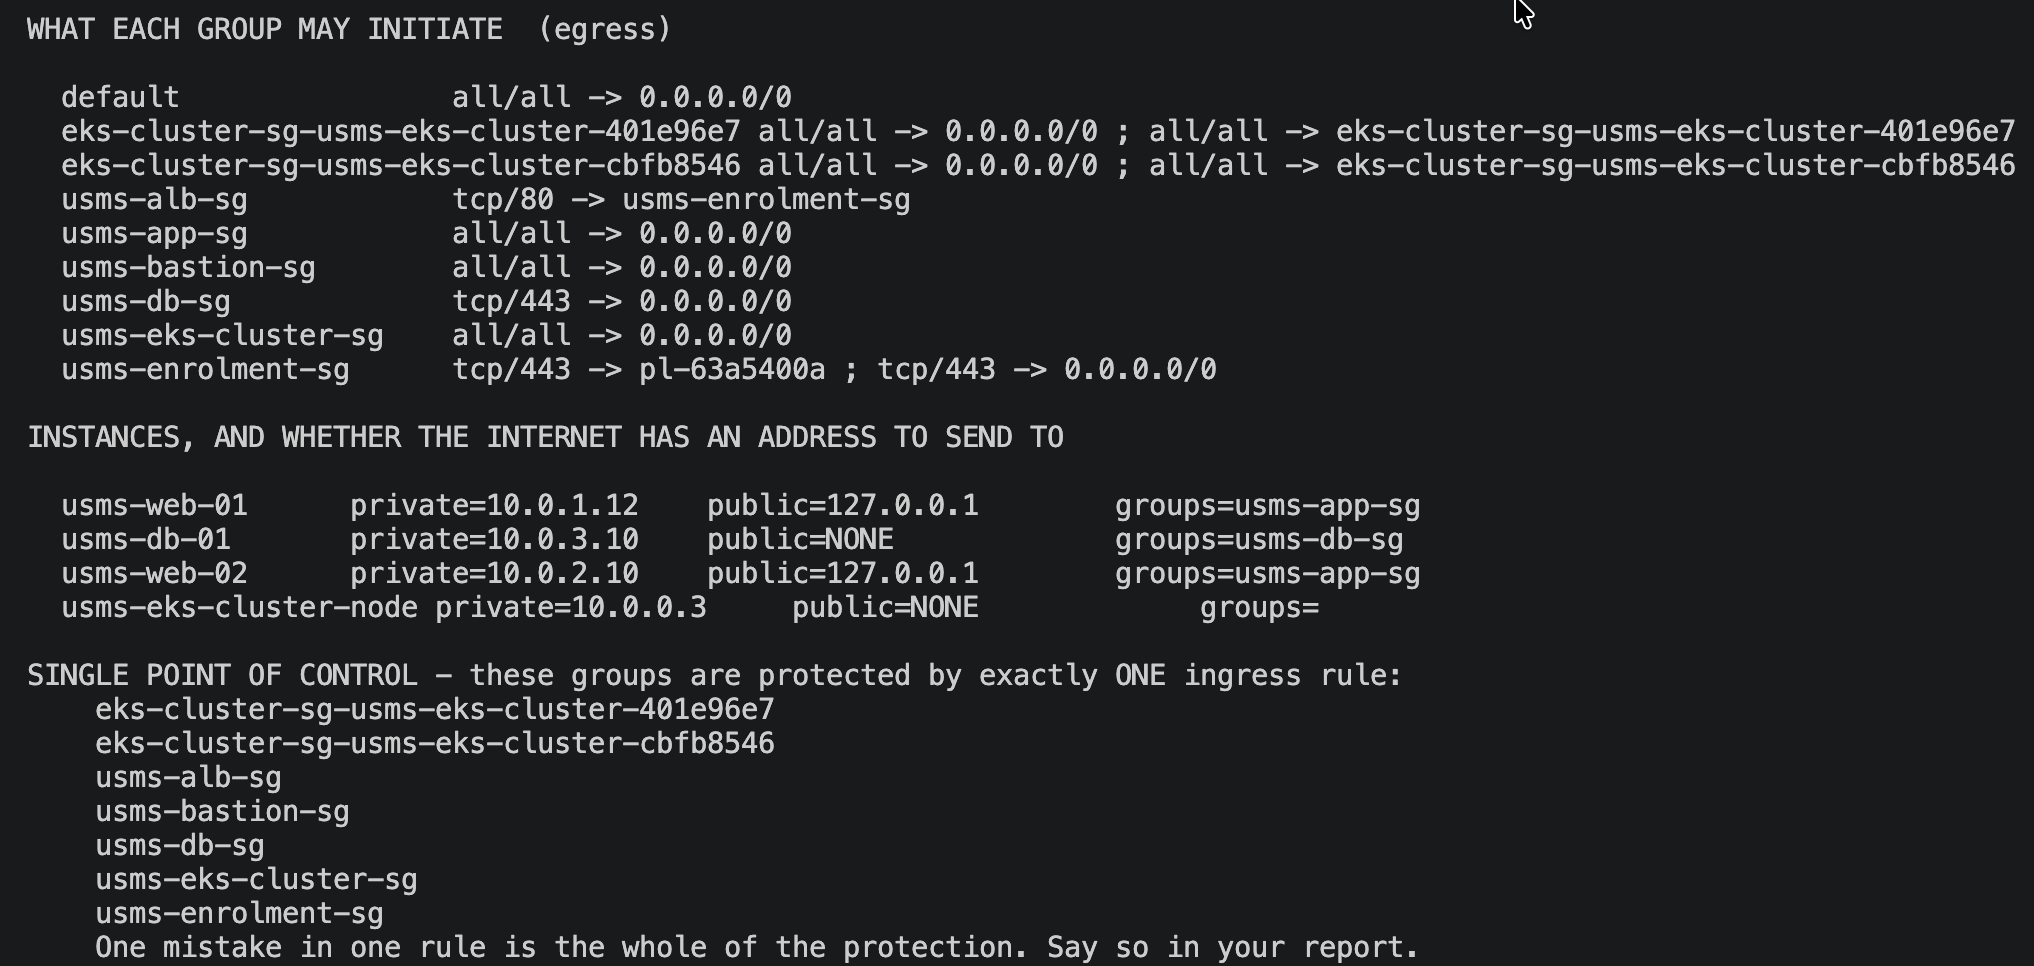 WHAT EACH GROUP MAY INITIATE  (egress)
default                all/all -> 0.0.0.0/0
eks-cluster-sg-usms-eks-cluster-401e96e7 all/all -> 0.0.0.0/0 ; all/all -> eks-cluster-sg-usms-eks-cluster-401e96e7
eks-cluster-sg-usms-eks-cluster-cbfb8546 all/all -> 0.0.0.0/0 ; all/all -> eks-cluster-sg-usms-eks-cluster-cbfb8546
usms-alb-sg            tcp/80 -> usms-enrolment-sg
usms-app-sg            all/all -> 0.0.0.0/0
usms-bastion-sg        all/all -> 0.0.0.0/0
usms-db-sg             tcp/443 -> 0.0.0.0/0
usms-eks-cluster-sg    all/all -> 0.0.0.0/0
usms-enrolment-sg      tcp/443 -> pl-63a5400a ; tcp/443 -> 0.0.0.0/0
INSTANCES, AND WHETHER THE INTERNET HAS AN ADDRESS TO SEND TO
usms-web-01      private=10.0.1.12    public=127.0.0.1        groups=usms-app-sg
usms-db-01       private=10.0.3.10    public=NONE             groups=usms-db-sg
usms-web-02      private=10.0.2.10    public=127.0.0.1        groups=usms-app-sg
usms-eks-cluster-node private=10.0.0.3     public=NONE             groups=
SINGLE POINT OF CONTROL - these groups are protected by exactly ONE ingress rule:
eks-cluster-sg-usms-eks-cluster-401e96e7
eks-cluster-sg-usms-eks-cluster-cbfb8546
usms-alb-sg
usms-bastion-sg
usms-db-sg
usms-eks-cluster-sg
usms-enrolment-sg
One mistake in one rule is the whole of the protection. Say so in your report.